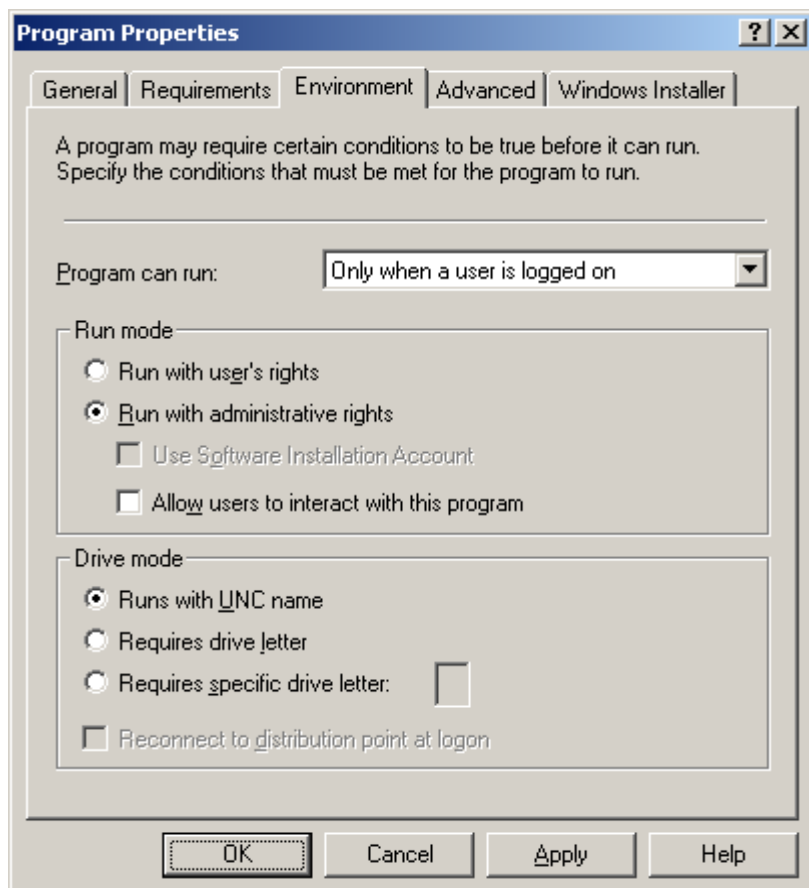 Program Properties
General Requirements Environment Advanced Windows Installer
A program may require certain conditions to be true before it can run.
Specify the conditions that must be met for the program to run.
Program can run: Only when a user is logged on
Run mode
Run with user's rights
Run with administrative rights
Use Software Installation Account
Allow users to interact with this program
Drive mode
Runs with UNC name
Requires drive letter
Requires specific drive letter:
Reconnect to distribution point at logon
OK Cancel Apply Help